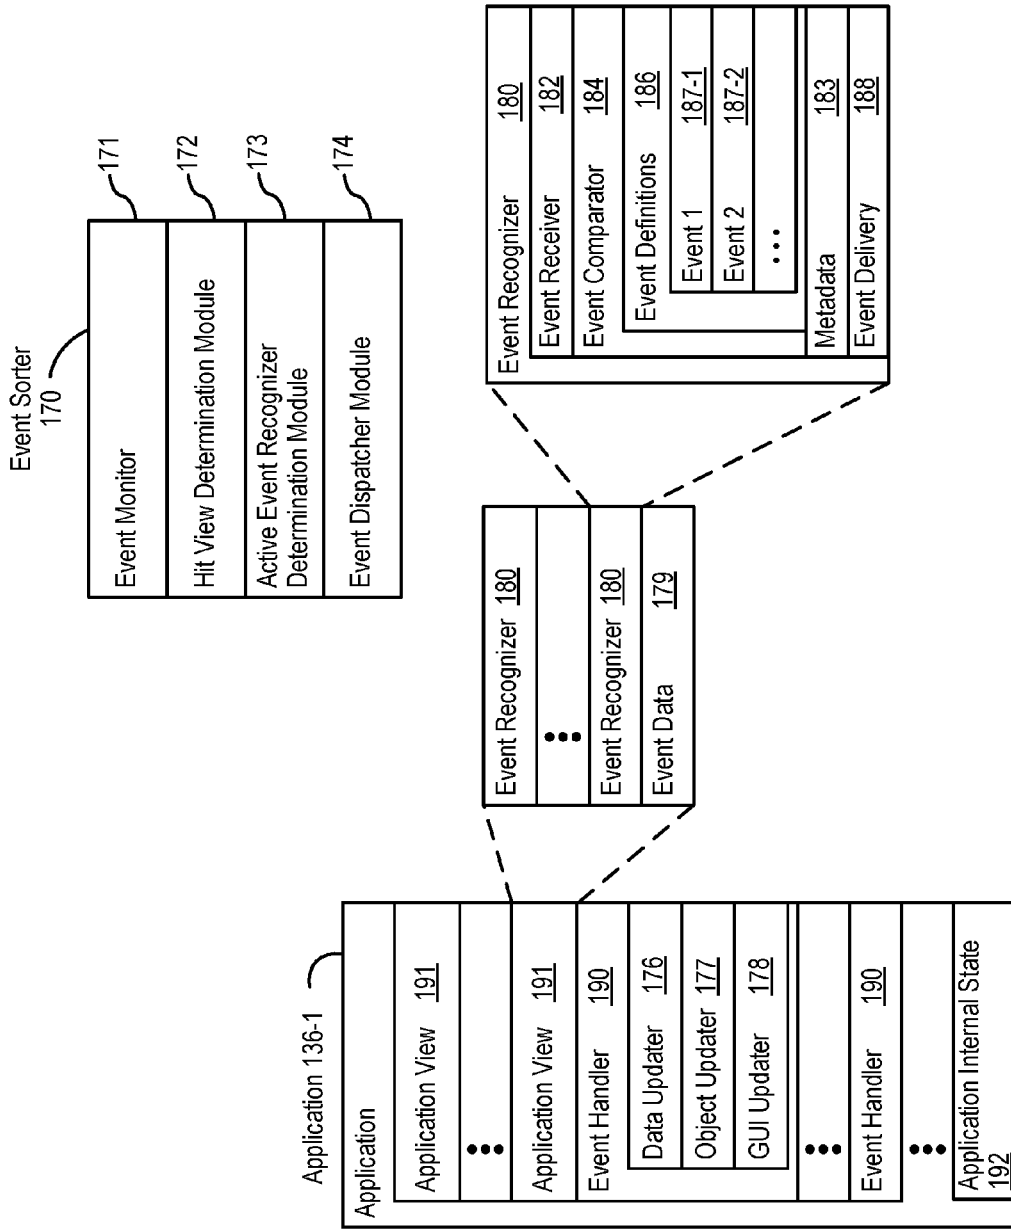 Event Sorter
170
Event Monitor
171
Hit View Determination Module
172
Active Event Recognizer
Determination Module
173
Event Dispatcher Module
174
Application 136-1
Application
Application View 191
•••
Application View 191
Event Handler 190
Data Updater 176
Object Updater 177
GUI Updater 178
•••
Event Handler 190
•••
Application Internal State
192
Event Recognizer 180
•••
Event Recognizer 180
Event Data 179
Event Recognizer 180
Event Receiver 182
Event Comparator 184
Event Definitions 186
Event 1 187-1
Event 2 187-2
•••
Metadata 183
Event Delivery 188